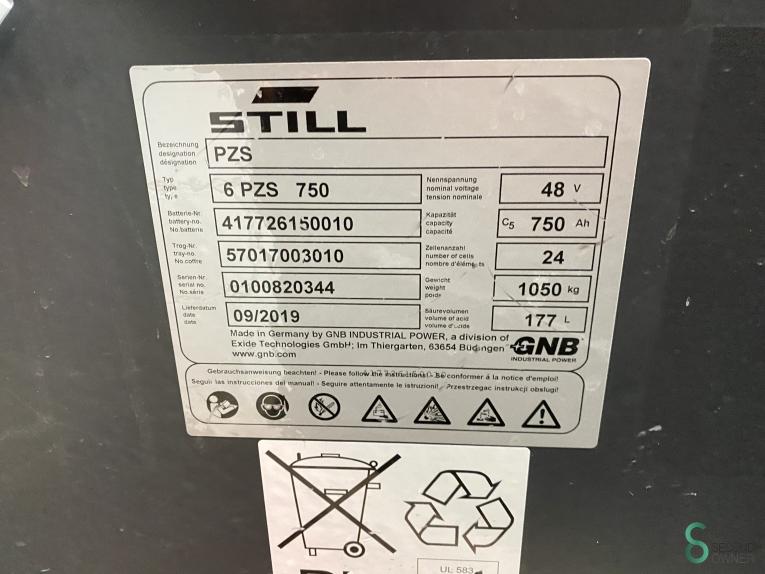 STILL
Bezeichnung
designation
désignation
PZS
Typ
type
6 PZS 750
Nennspannung
nominal voltage
tension nominale
48 V
Batterie-Nr.
battery-no.
No.batterie
417726150010
Kapazität
capacity
capacité
C5 750 Ah
Trog-Nr.
tray-no.
No coffre
57017003010
Zellenanzahl
number of cells
nombre d'éléments
24
Serien-Nr.
serial no.
No.série
0100820344
Gewicht
weight
poids
1050 kg
Lieferdatum
date
date
09/2019
Säurevolumen
volume of acid
volume d'acide
177 L
Made in Germany by GNB INDUSTRIAL POWER, a division of
Exide Technologies GmbH; Im Thiergarten, 63654 Büdingen
www.gnb.com
GNB
INDUSTRIAL POWER
Gebrauchsanweisung beachten! - Please follow the instructions! - Se conformer à la notice d'emploi!
Seguir las instrucciones del manual! - Seguire attentamente le istruzioni! - Przestrzegac instrukcji obslugi!
UL 583
SECOND
OWNER